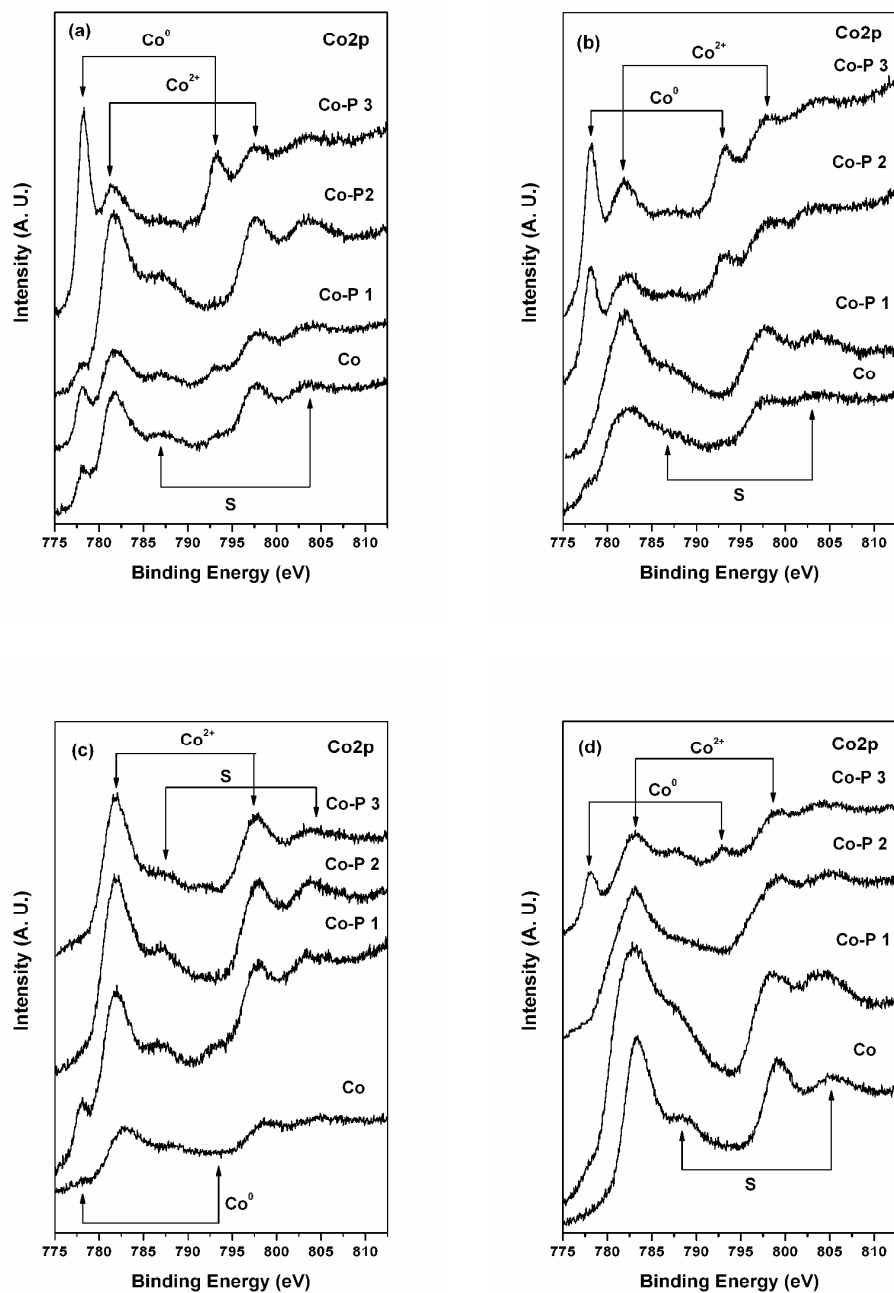 (a)
Co⁰
Co2p
Co²⁺
Co-P 3
Co-P2
Co-P 1
Co
S
Intensity (A. U.)
775 780 785 790 795 800 805 810
Binding Energy (eV)
(b)
Co2p
Co²⁺
Co-P 3
Co⁰
Co-P 2
Co-P 1
Co
S
Intensity (A. U.)
775 780 785 790 795 800 805 810
Binding Energy (eV)
(c)
Co²⁺
Co2p
S
Co-P 3
Co-P 2
Co-P 1
Co
Co⁰
Intensity (A. U.)
775 780 785 790 795 800 805 810
Binding Energy (eV)
(d)
Co²⁺
Co2p
Co-P 3
Co⁰
Co-P 2
Co-P 1
Co
S
Intensity (A. U.)
775 780 785 790 795 800 805 810
Binding Energy (eV)